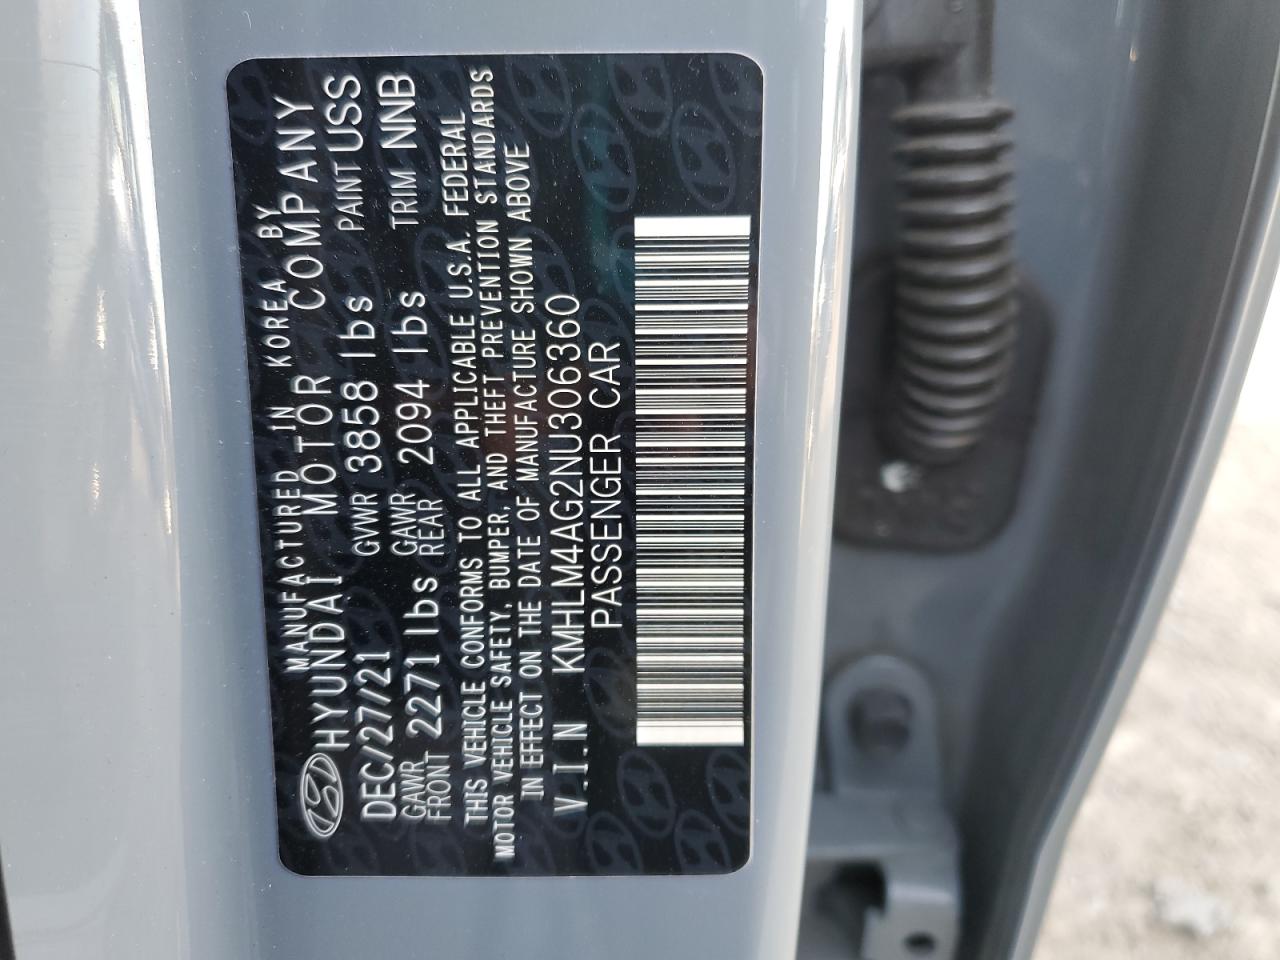 MANUFACTURED IN KOREA BY
HYUNDAI MOTOR COMPANY
DEC/27/21 GVWR 3858 lbs PAINT USS
GAWR FRONT 2271 lbs GAWR REAR 2094 lbs TRIM NNB
THIS VEHICLE CONFORMS TO ALL APPLICABLE U.S.A. FEDERAL
MOTOR VEHICLE SAFETY, BUMPER, AND THEFT PREVENTION STANDARDS
IN EFFECT ON THE DATE OF MANUFACTURE SHOWN ABOVE
V.I.N KMHLM4AG2NU306360
PASSENGER CAR